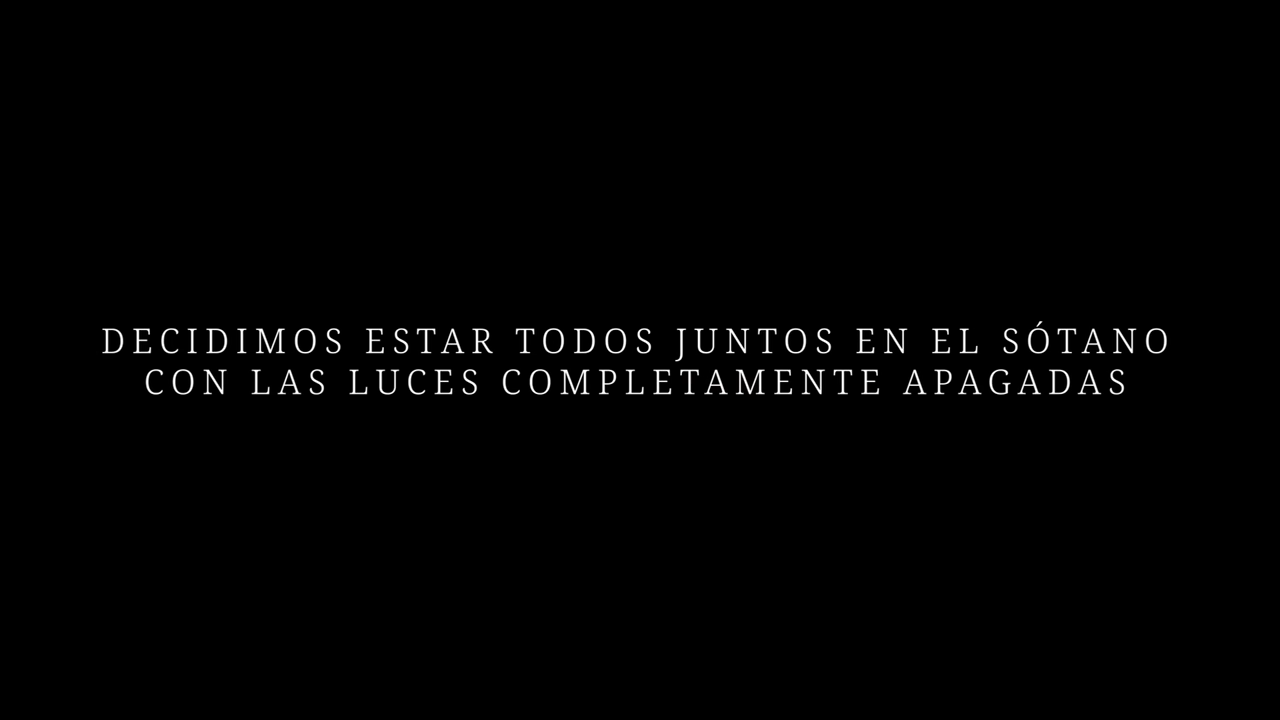 DECIDIMOS ESTAR TODOS JUNTOS EN EL SÓTANO
CON LAS LUCES COMPLETAMENTE APAGADAS